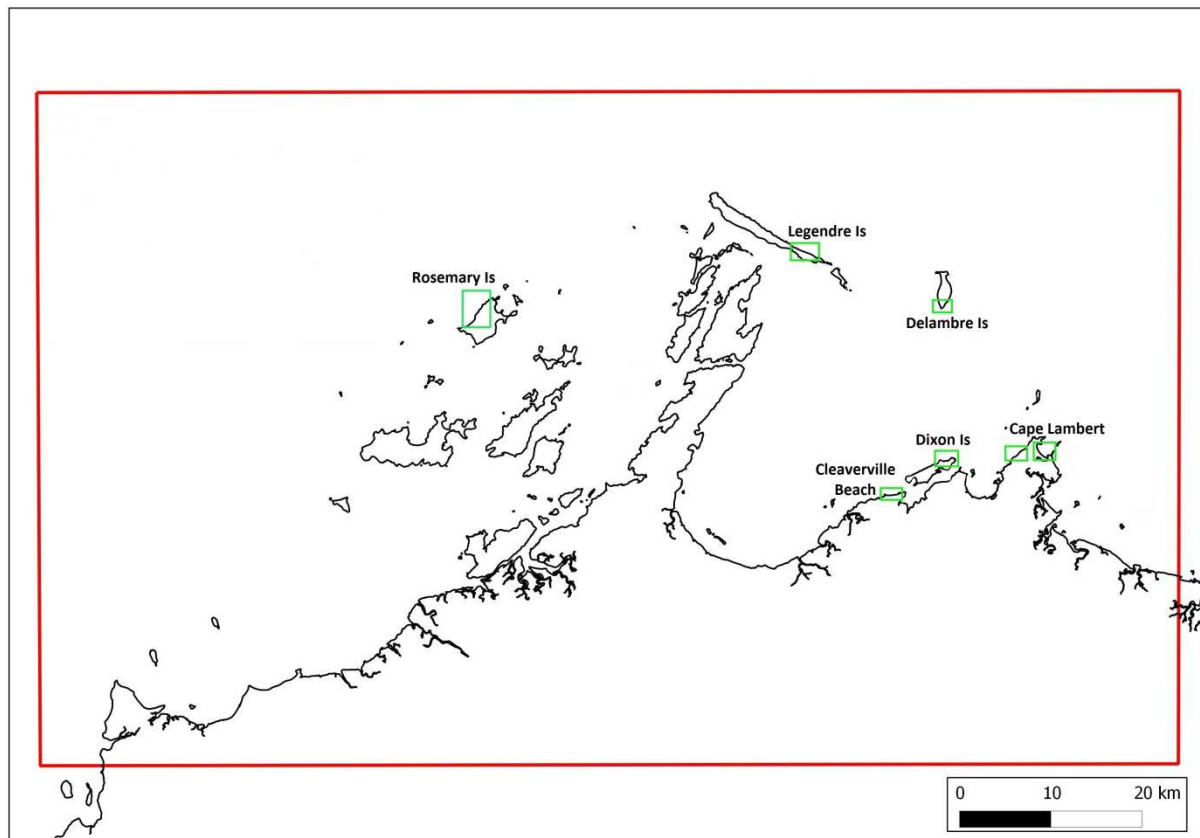 Legendre Is
Rosemary Is
Delambre Is
Cape Lambert
Dixon Is
Cleaverville
Beach
0 10 20 km